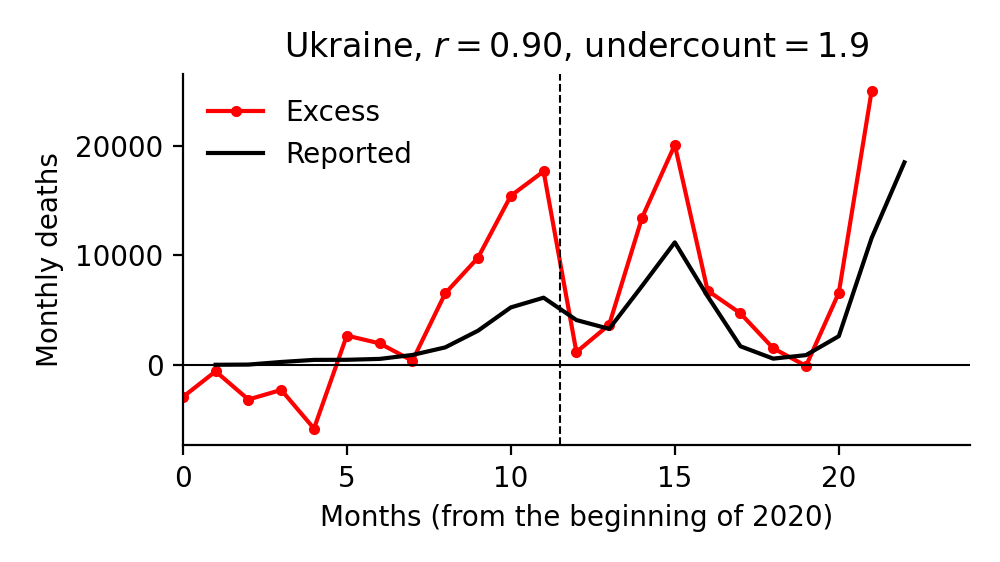 Ukraine, r = 0.90, undercount = 1.9
Excess
Reported
20000
10000
0
Monthly deaths
0 5 10 15 20
Months (from the beginning of 2020)